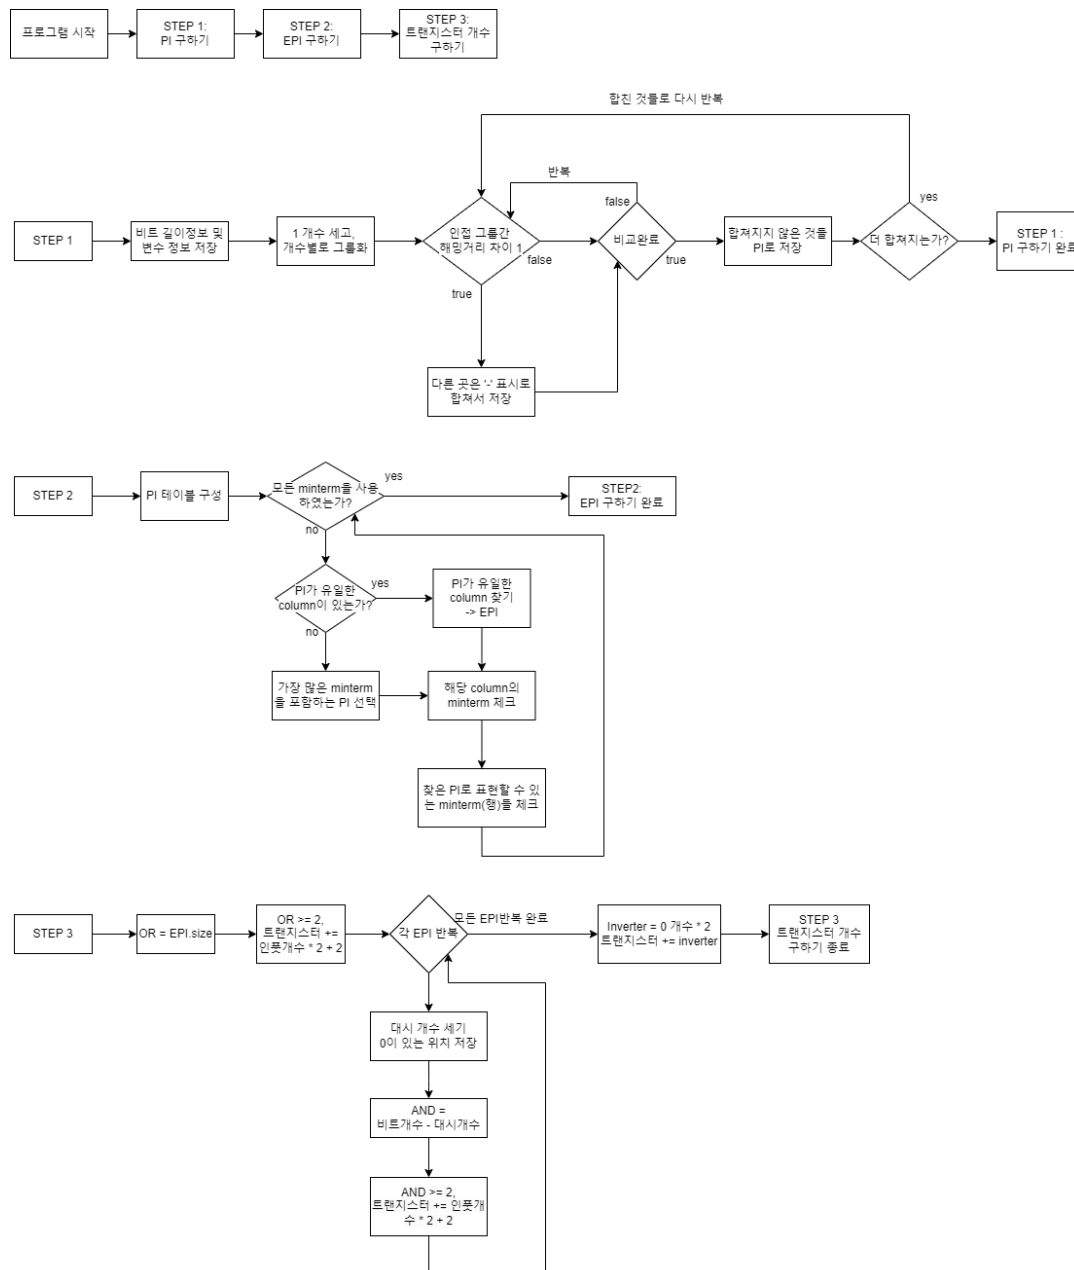 프로그램 시작
STEP 1:
PI 구하기
STEP 2:
EPI 구하기
STEP 3:
트랜지스터 개수
구하기
합친 것들로 다시 반복
반복
STEP 1
비트 길이정보 및
변수 정보 저장
1 개수 세고,
개수별로 그룹화
인접 그룹간
해밍거리 차이 1
false
true
비교완료
false
true
합쳐지지 않은 것들
PI로 저장
더 합쳐지는가?
yes
STEP 1 :
PI 구하기 완료
다른 곳은 '-' 표시로
합쳐서 저장
STEP 2
PI 테이블 구성
모든 minterm을 사용
하였는가?
yes
no
STEP2:
EPI 구하기 완료
PI가 유일한
column이 있는가?
yes
no
PI가 유일한
column 찾기
-> EPI
가장 많은 minterm
을 포함하는 PI 선택
해당 column의
minterm 체크
찾은 PI로 표현할 수 있
는 minterm(행)들 체크
STEP 3
OR = EPI.size
OR >= 2,
트랜지스터 +=
인풋개수 * 2 + 2
각 EPI 반복
모든 EPI반복 완료
Inverter = 0 개수 * 2
트랜지스터 += inverter
STEP 3
트랜지스터 개수
구하기 종료
대시 개수 세기
0이 있는 위치 저장
AND =
비트개수 - 대시개수
AND >= 2,
트랜지스터 += 인풋개
수 * 2 + 2